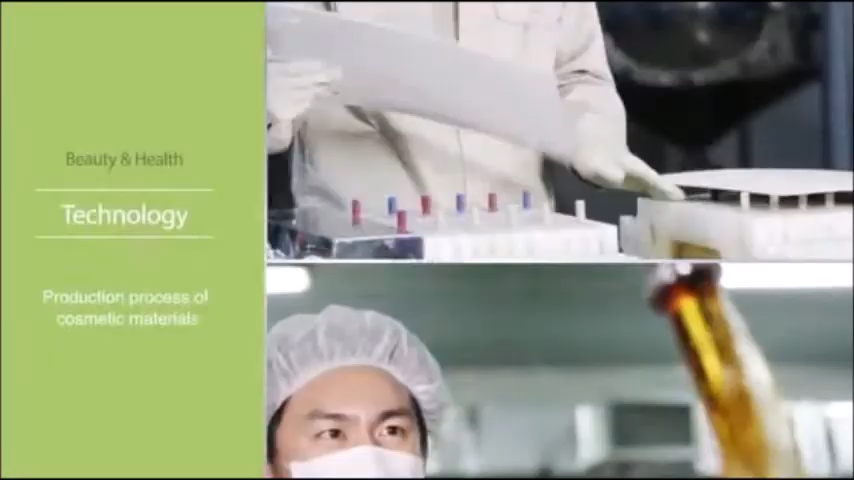 Beauty & Health
Technology
Production process of
cosmetic materials